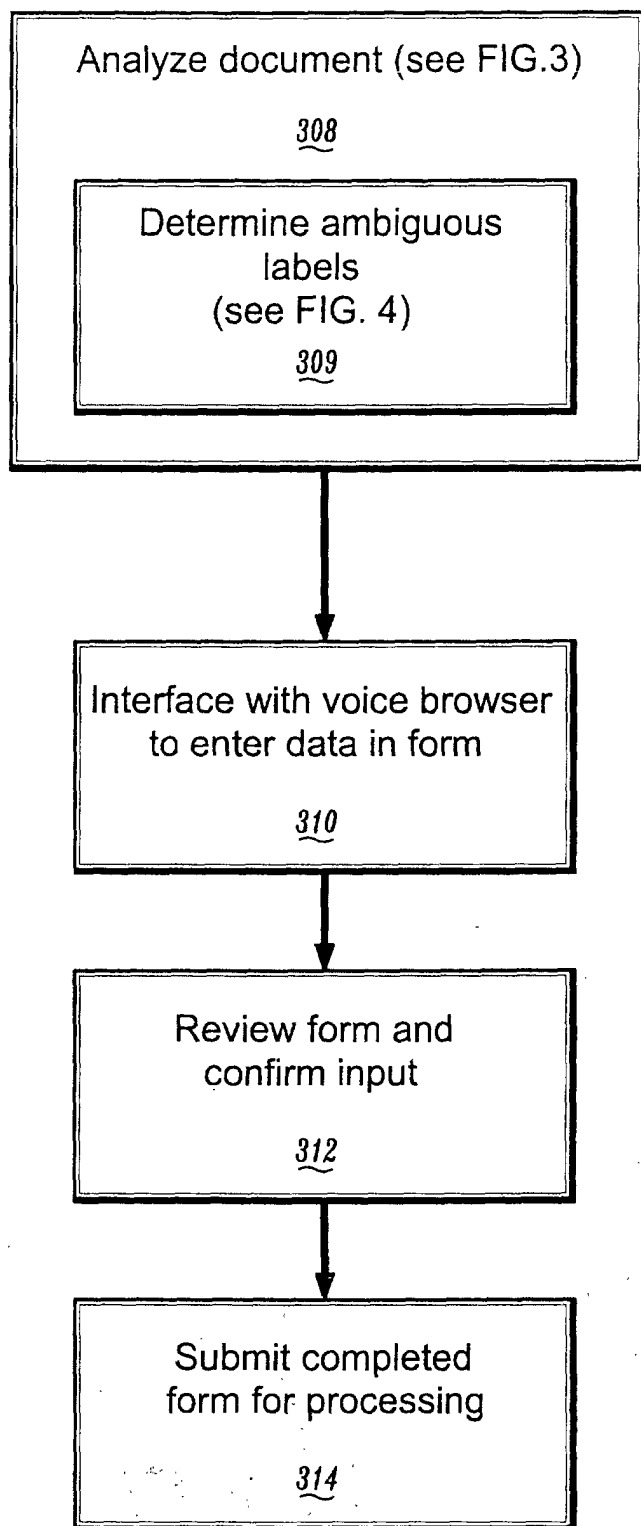 Analyze document (see FIG.3)
308
Determine ambiguous
labels
(see FIG. 4)
309
Interface with voice browser
to enter data in form
310
Review form and
confirm input
312
Submit completed
form for processing
314